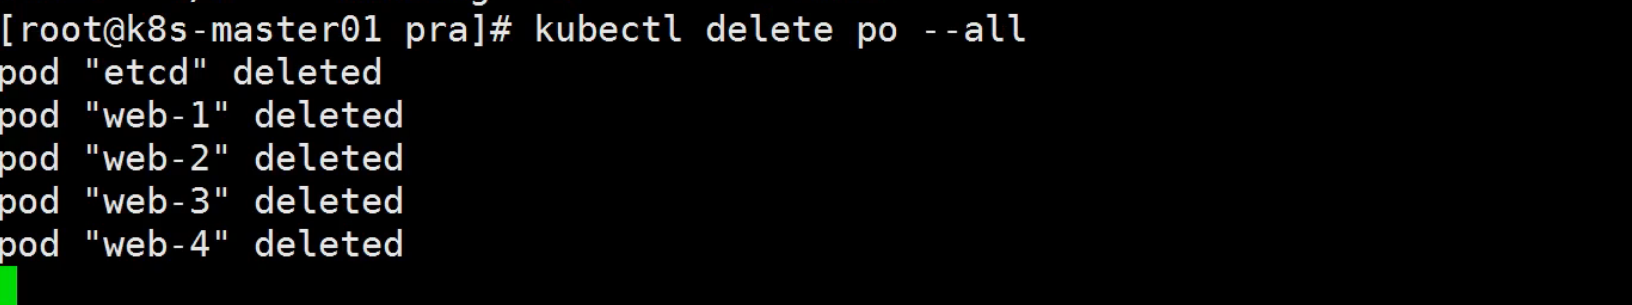 [root@k8s-master01 pra]# kubectl delete po --all
pod "etcd" deleted
pod "web-1" deleted
pod "web-2" deleted
pod "web-3" deleted
pod "web-4" deleted